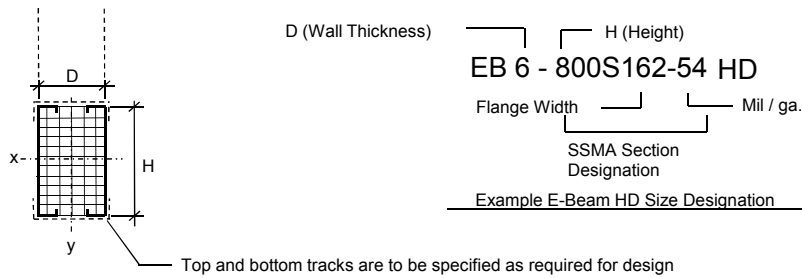 D (Wall Thickness)
H (Height)
EB 6 - 800S162-54 HD
Flange Width
Mil / ga.
SSMA Section
Designation
Example E-Beam HD Size Designation
D
x
H
y
Top and bottom tracks are to be specified as required for design